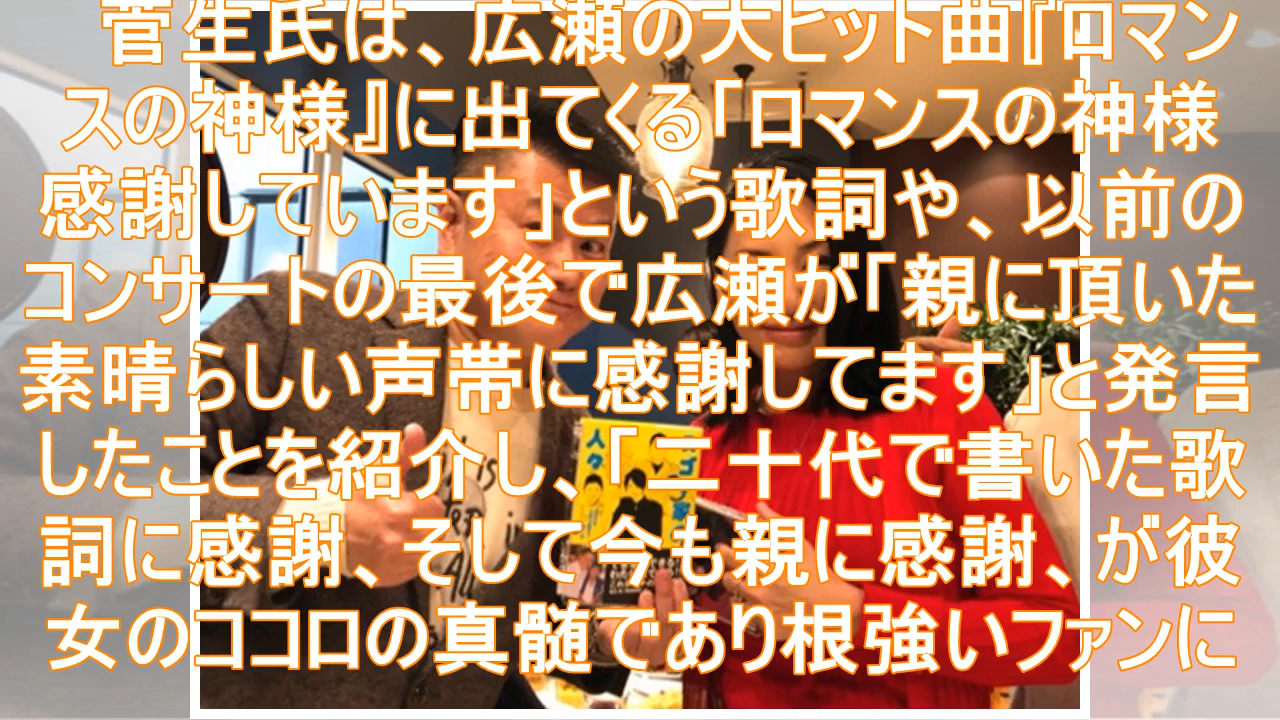 菅生氏は、広瀬の大ヒット曲『ロマン
スの神様』に出てくる「ロマンスの神様
感謝しています」という歌詞や、以前の
コンサートの最後で広瀬が「親に頂いた
素晴らしい声帯に感謝してます」と発言
したことを紹介し、「二十代で書いた歌
詞に感謝、そして今も親に感謝、が彼
女のココロの真髄であり根強いファンに
人々